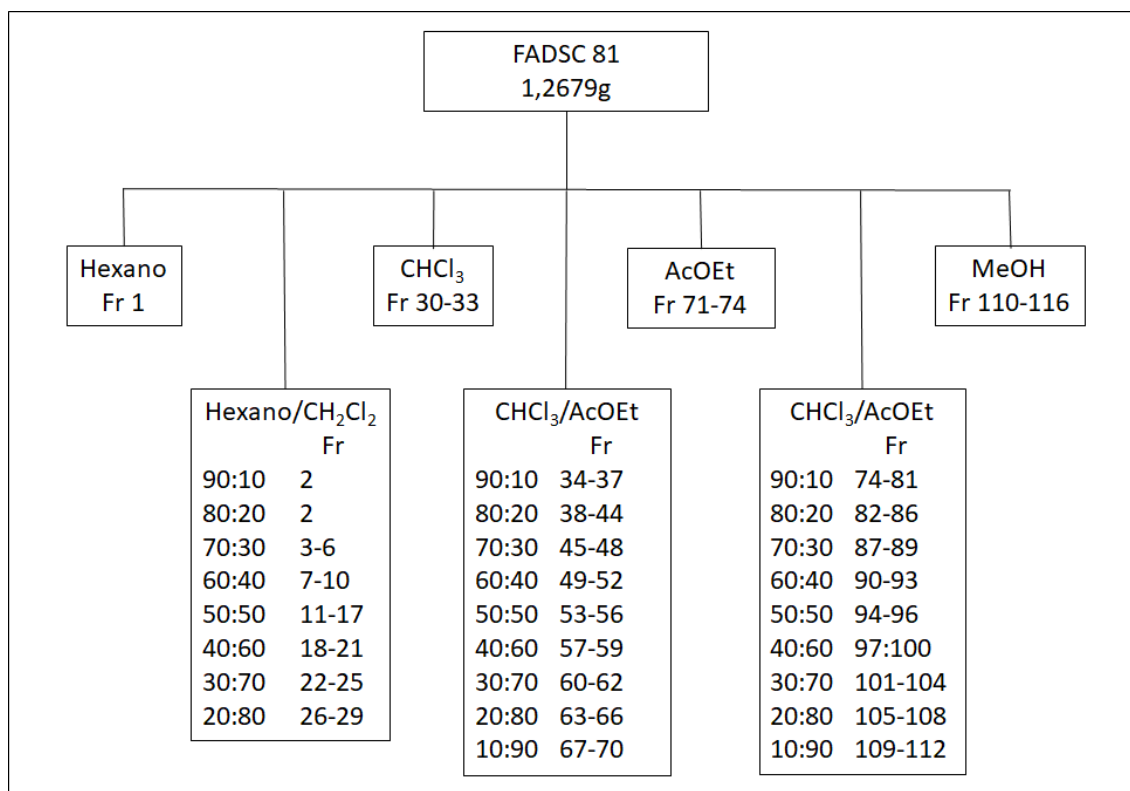 FADSC 81
1,2679g
Hexano
Fr 1
CHCl₃
Fr 30-33
AcOEt
Fr 71-74
MeOH
Fr 110-116
Hexano/CH₂Cl₂
Fr
90:10 2
80:20 2
70:30 3-6
60:40 7-10
50:50 11-17
40:60 18-21
30:70 22-25
20:80 26-29
CHCl₃/AcOEt
Fr
90:10 34-37
80:20 38-44
70:30 45-48
60:40 49-52
50:50 53-56
40:60 57-59
30:70 60-62
20:80 63-66
10:90 67-70
CHCl₃/AcOEt
Fr
90:10 74-81
80:20 82-86
70:30 87-89
60:40 90-93
50:50 94-96
40:60 97:100
30:70 101-104
20:80 105-108
10:90 109-112